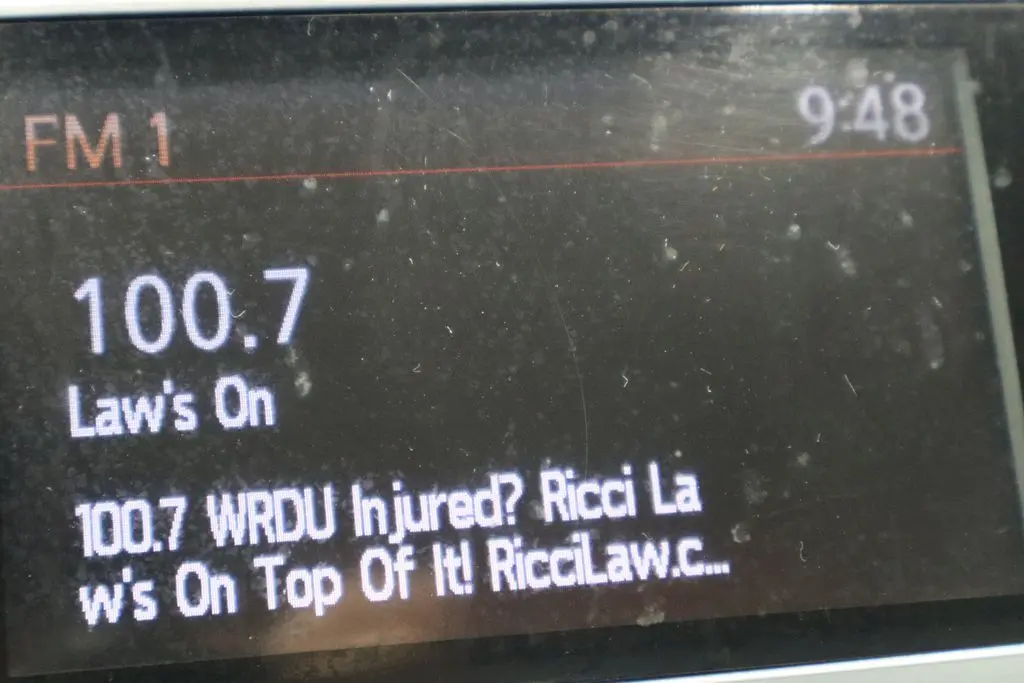 FM 1
9:48
100.7
Law's On
100.7 WRDU Injured? Ricci La
w's On Top Of It! RicciLaw.c...